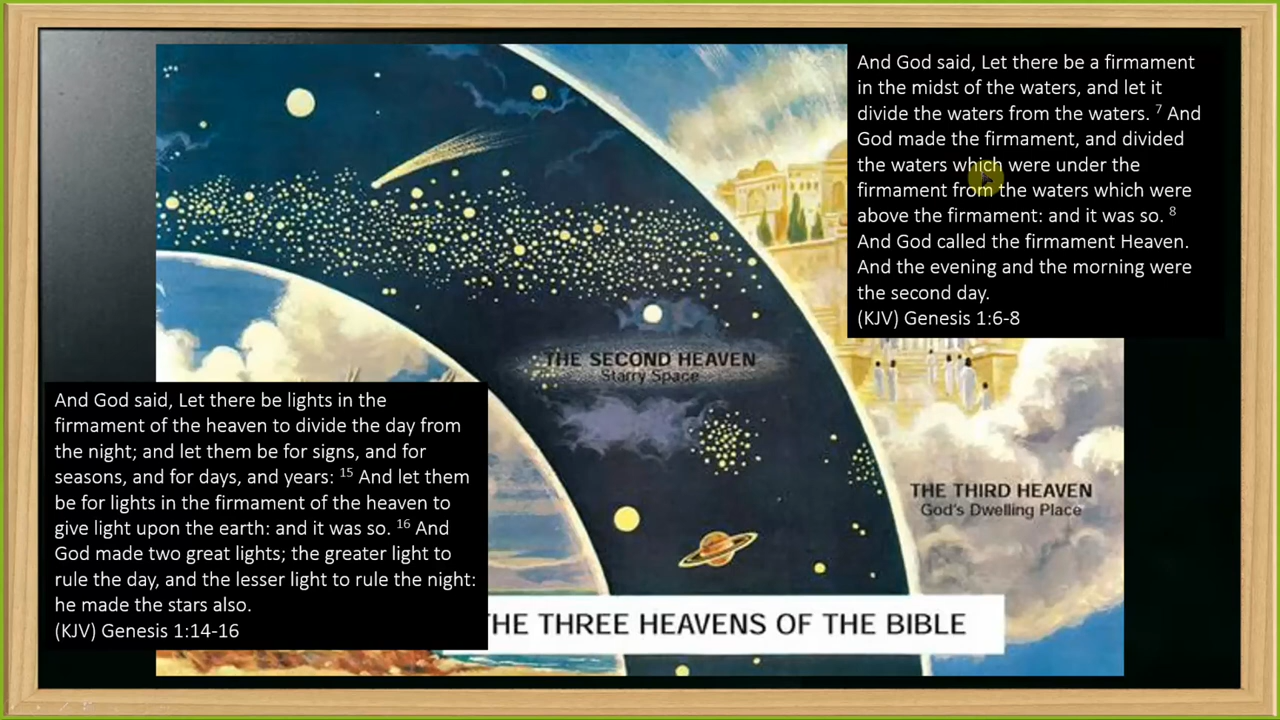 And God said, Let there be a firmament
in the midst of the waters, and let it
divide the waters from the waters. 7 And
God made the firmament, and divided
the waters which were under the
firmament from the waters which were
above the firmament: and it was so. 8
And God called the firmament Heaven.
And the evening and the morning were
the second day.
(KJV) Genesis 1:6-8
THE SECOND HEAVEN
Starry Space
And God said, Let there be lights in the
firmament of the heaven to divide the day from
the night; and let them be for signs, and for
seasons, and for days, and years: 15 And let them
be for lights in the firmament of the heaven to
give light upon the earth: and it was so. 16 And
God made two great lights; the greater light to
rule the day, and the lesser light to rule the night:
he made the stars also.
(KJV) Genesis 1:14-16
THE THIRD HEAVEN
God's Dwelling Place
THE THREE HEAVENS OF THE BIBLE